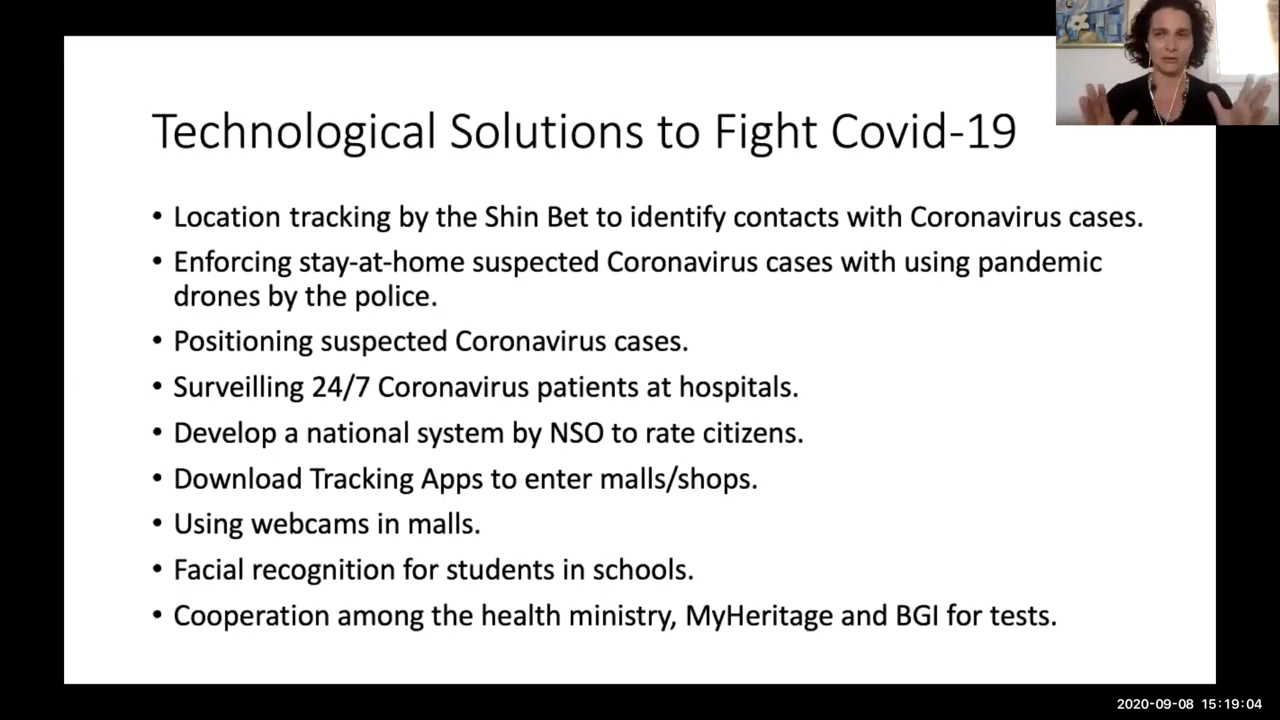 Technological Solutions to Fight Covid-19
• Location tracking by the Shin Bet to identify contacts with Coronavirus cases.
• Enforcing stay-at-home suspected Coronavirus cases with using pandemic
drones by the police.
• Positioning suspected Coronavirus cases.
• Surveilling 24/7 Coronavirus patients at hospitals.
• Develop a national system by NSO to rate citizens.
• Download Tracking Apps to enter malls/shops.
• Using webcams in malls.
• Facial recognition for students in schools.
• Cooperation among the health ministry, MyHeritage and BGI for tests.
2020-09-08 15:19:04